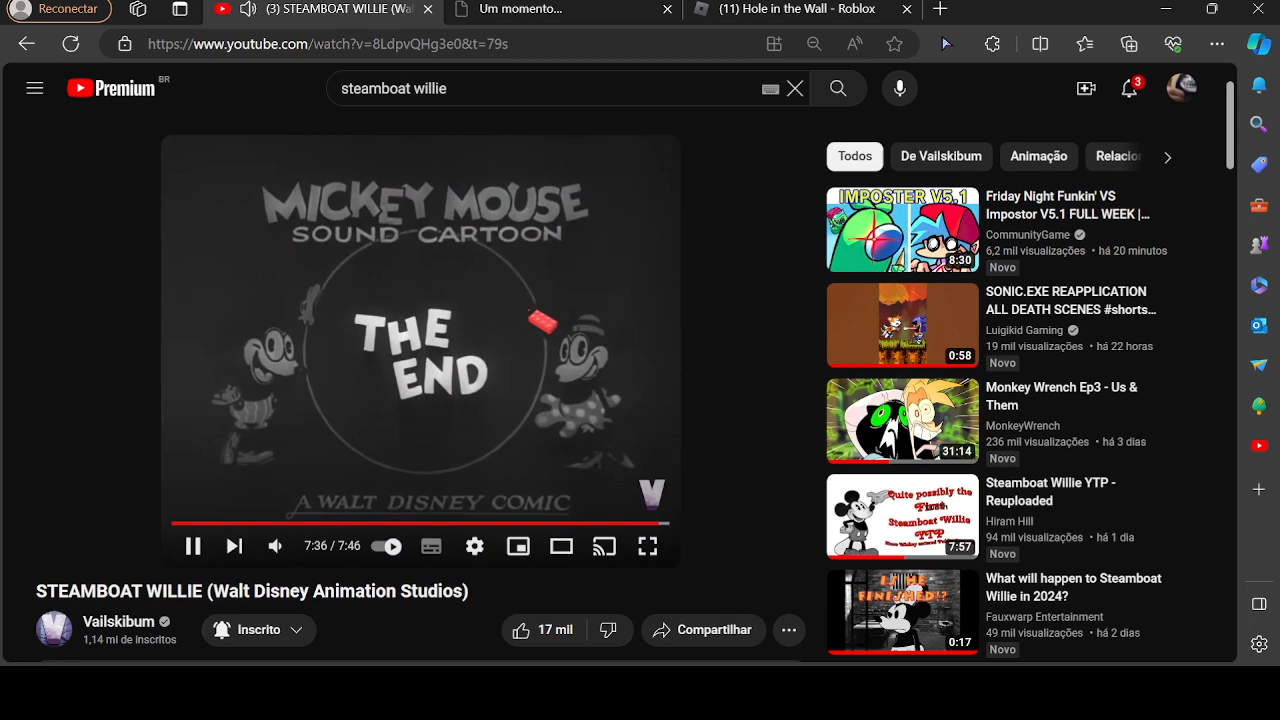 Reconectar
(3) STEAMBOAT WILLIE (Wal
Um momento...
(11) Hole in the Wall - Roblox
https://www.youtube.com/watch?v=8LdpvQHg3e0&t=79s
Premium BR
steamboat willie
3
MICKEY MOUSE
SOUND CARTOON
THE
END
A WALT DISNEY COMIC
7:36 / 7:46
STEAMBOAT WILLIE (Walt Disney Animation Studios)
Vailskibum
1,14 mi de inscritos
Inscrito
17 mil
Compartilhar
Todos
De Vailskibum
Animação
Relacior
IMPOSTER V5.1
8:30
Friday Night Funkin' VS
Impostor V5.1 FULL WEEK |...
CommunityGame
6,2 mil visualizações • há 20 minutos
Novo
0:58
SONIC.EXE REAPPLICATION
ALL DEATH SCENES #shorts...
Luigikid Gaming
19 mil visualizações • há 22 horas
Novo
31:14
Monkey Wrench Ep3 - Us &
Them
MonkeyWrench
236 mil visualizações • há 3 dias
Novo
Quite possibly the
Steamboat Willie
YTP
7:57
Steamboat Willie YTP -
Reuploaded
Hiram Hill
94 mil visualizações • há 1 dia
Novo
IS HE
FINISHED!?
0:17
What will happen to Steamboat
Willie in 2024?
Fauxwarp Entertainment
49 mil visualizações • há 2 dias
Novo